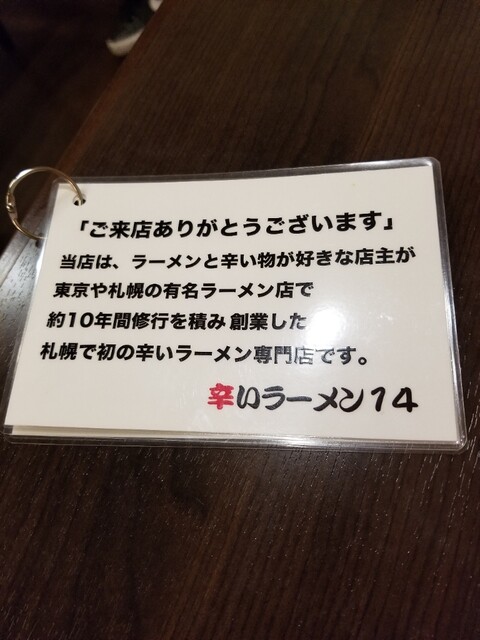 「ご来店ありがとうございます」
当店は、ラーメンと辛い物が好きな店主が
東京や札幌の有名ラーメン店で
約10年間修行を積み創業した
札幌で初の辛いラーメン専門店です。
辛いラーメン14